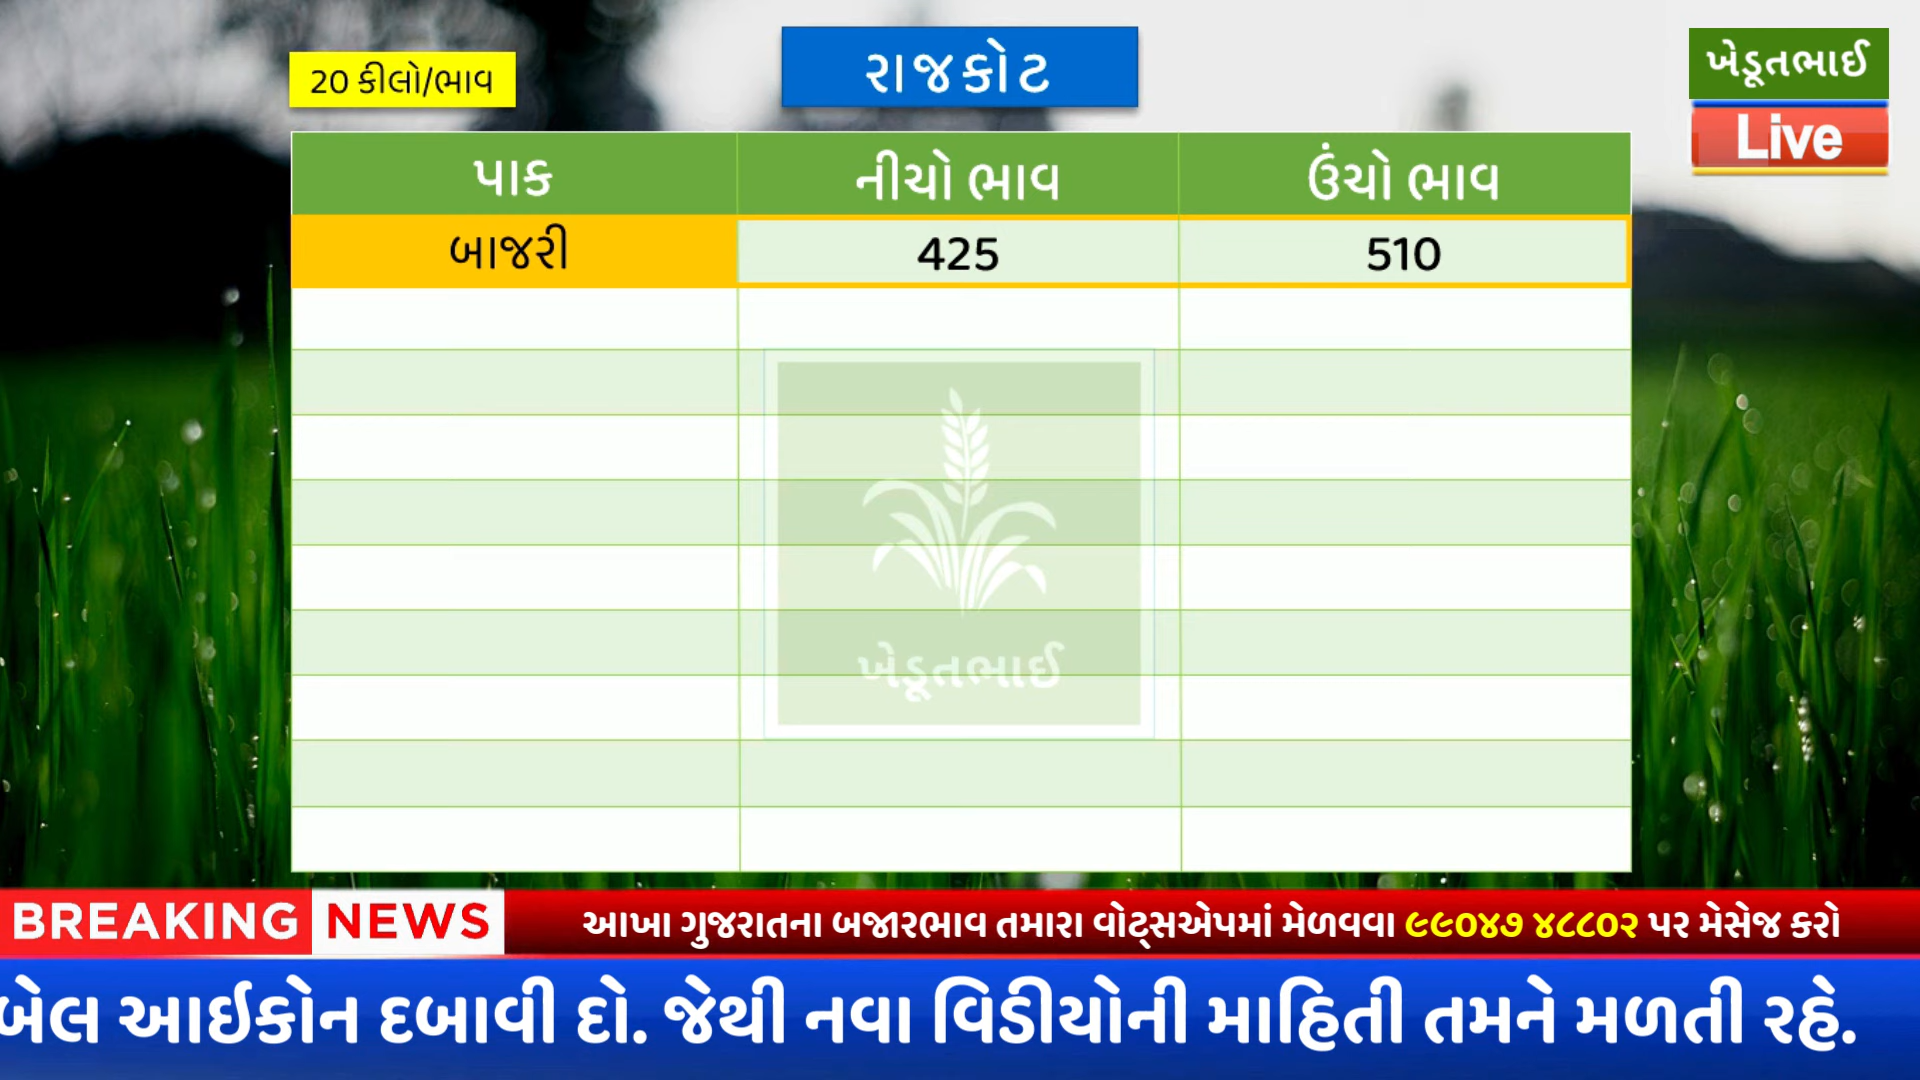 20 કીલો/ભાવ
રાજકોટ
ખેડૂતભાઈ
Live
પાક નીચો ભાવ ઉંચો ભાવ
બાજરી 425 510
ખેડૂતભાઈ
BREAKING NEWS
આખા ગુજરાતના બજારભાવ તમારા વોટ્સએપમાં મેળવવા ૯૯૦૪૭ ૪૮૮૦૨ પર મેસેજ કરો
બેલ આઇકોન દબાવી દો. જેથી નવા વિડીયોની માહિતી તમને મળતી રહે.